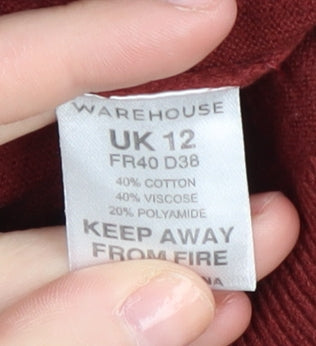 WAREHOUSE
UK 12
FR40 D38
40% COTTON
40% VISCOSE
20% POLYAMIDE
KEEP AWAY
FROM FIRE